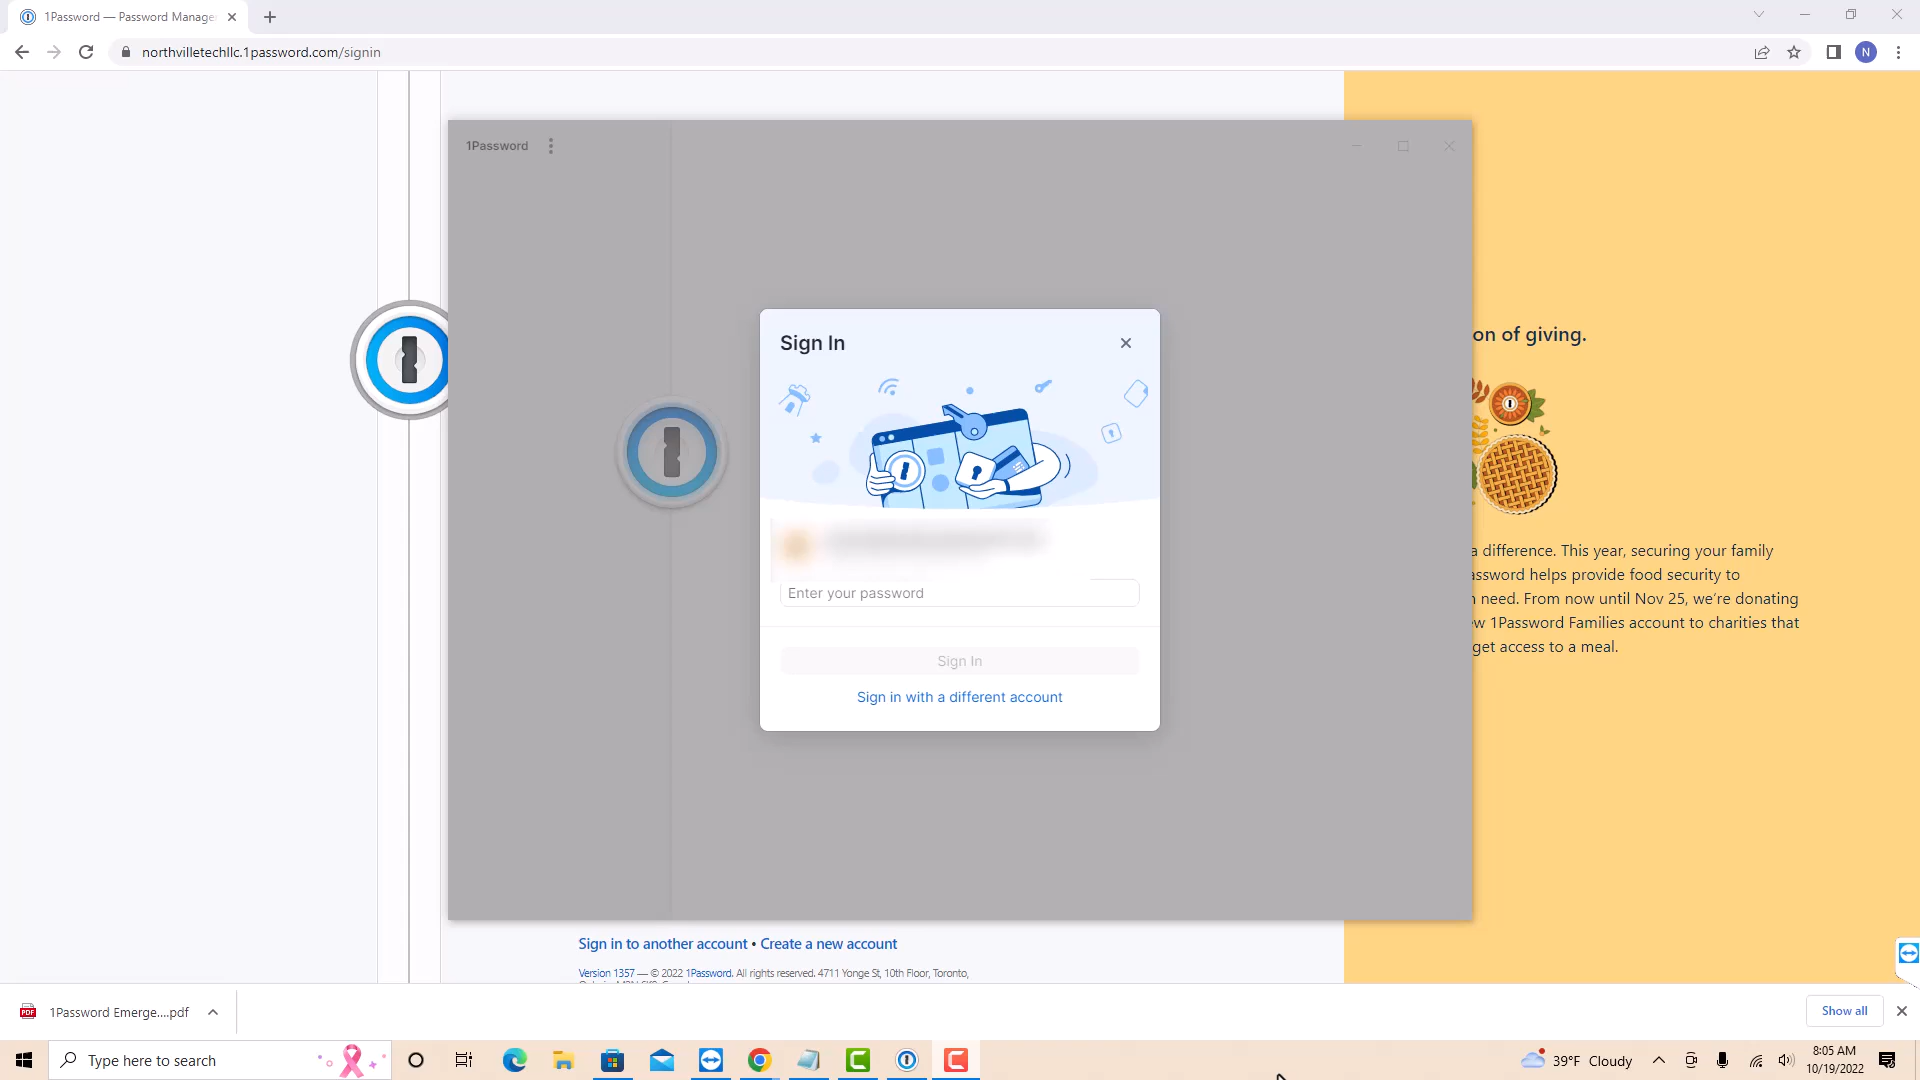 1Password — Password Manage
northvilletechllc.1password.com/signin
N
1Password
Sign In
Enter your password
Sign In
Sign in with a different account
on of giving.
a difference. This year, securing your family
assword helps provide food security to
need. From now until Nov 25, we're donating
w 1Password Families account to charities that
get access to a meal.
Sign in to another account • Create a new account
Version 1357 — © 2022 1Password. All rights reserved. 4711 Yonge St, 10th Floor, Toronto,
PDF
1Password Emerge....pdf
Show all
Type here to search
39°F Cloudy
8:05 AM
10/19/2022